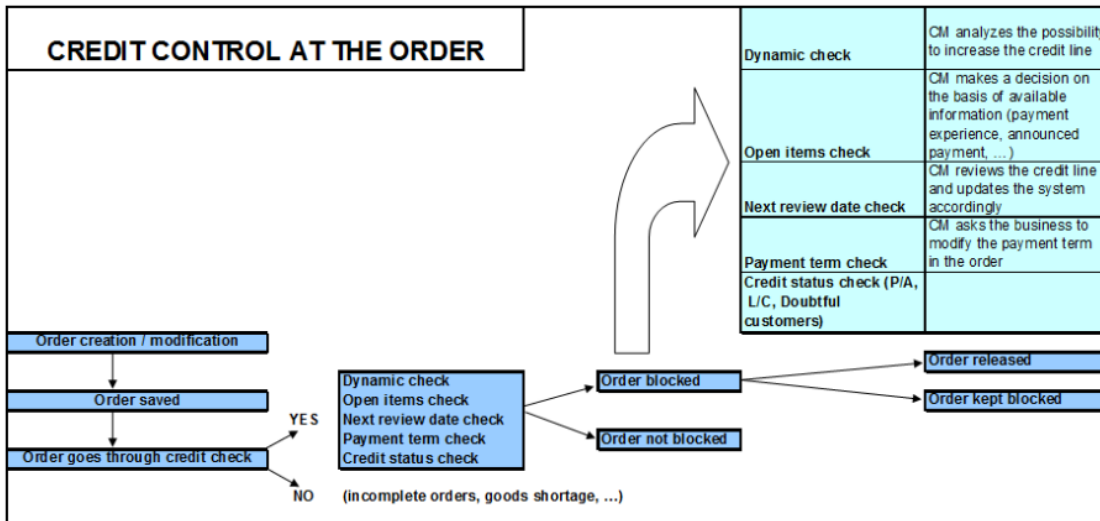 CREDIT CONTROL AT THE ORDER
Dynamic check
CM analyzes the possibility
to increase the credit line
Open items check
CM makes a decision on
the basis of available
information (payment
experience, announced
payment, ...)
Next review date check
CM reviews the credit line
and updates the system
accordingly
Payment term check
CM asks the business to
modify the payment term
in the order
Credit status check (P/A,
L/C, Doubtful
customers)
Order creation / modification
Order saved
Order goes through credit check
YES
NO
(incomplete orders, goods shortage, ...)
Dynamic check
Open items check
Next review date check
Payment term check
Credit status check
Order blocked
Order not blocked
Order released
Order kept blocked